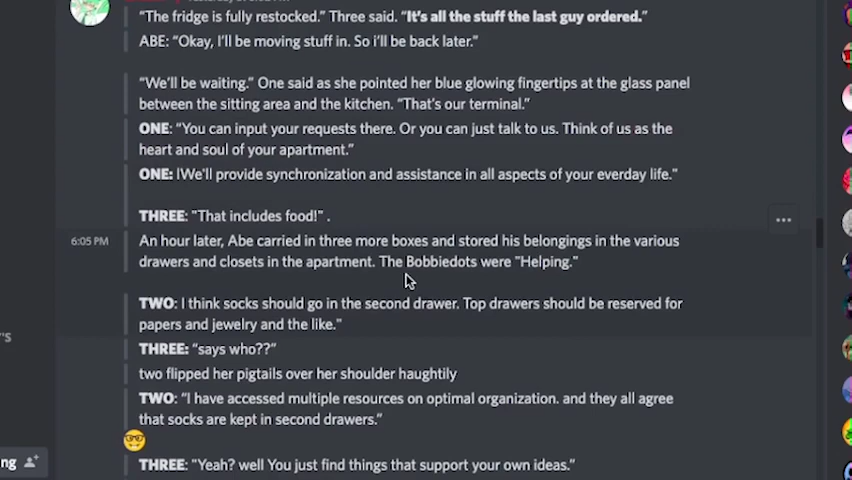 "The fridge is fully restocked." Three said. "It's all the stuff the last guy ordered."
ABE: "Okay, I'll be moving stuff in. So i'll be back later."
"We'll be waiting." One said as she pointed her blue glowing fingertips at the glass panel
between the sitting area and the kitchen. "That's our terminal."
ONE: "You can input your requests there. Or you can just talk to us. Think of us as the
heart and soul of your apartment."
ONE: IWe'll provide synchronization and assistance in all aspects of your everday life."
THREE: "That includes food!" .
6:05 PM
An hour later, Abe carried in three more boxes and stored his belongings in the various
drawers and closets in the apartment. The Bobbiedots were "Helping."
TWO: I think socks should go in the second drawer. Top drawers should be reserved for
papers and jewelry and the like."
THREE: "says who??"
two flipped her pigtails over her shoulder haughtily
TWO: "I have accessed multiple resources on optimal organization. and they all agree
that socks are kept in second drawers."
THREE: "Yeah? well You just find things that support your own ideas."
's
ng